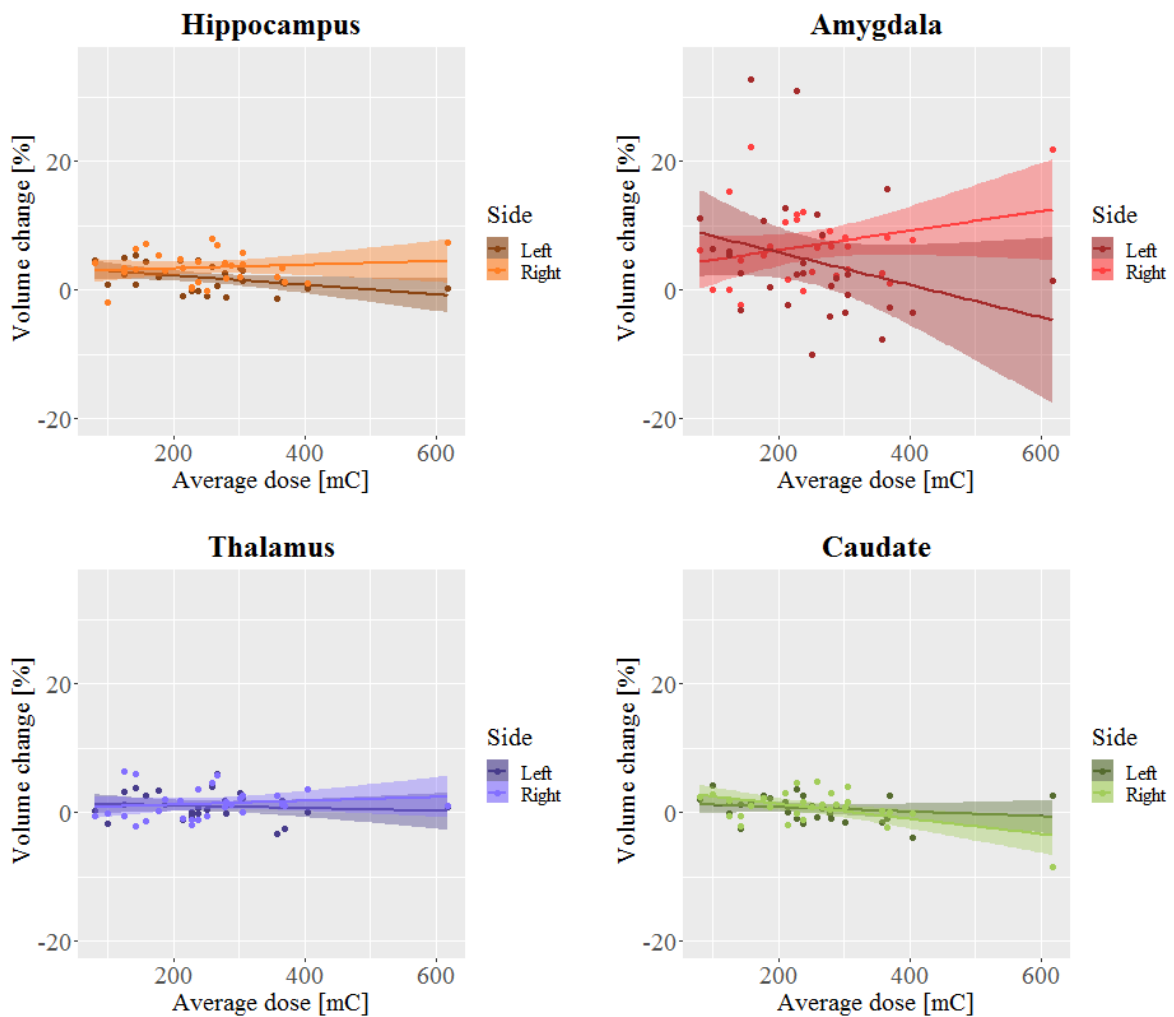 Hippocampus
Volume change [%]
20
0
-20
200
400
600
Average dose [mC]
Side
Left
Right
Amygdala
Volume change [%]
20
0
-20
200
400
600
Average dose [mC]
Side
Left
Right
Thalamus
Volume change [%]
20
0
-20
200
400
600
Average dose [mC]
Side
Left
Right
Caudate
Volume change [%]
20
0
-20
200
400
600
Average dose [mC]
Side
Left
Right